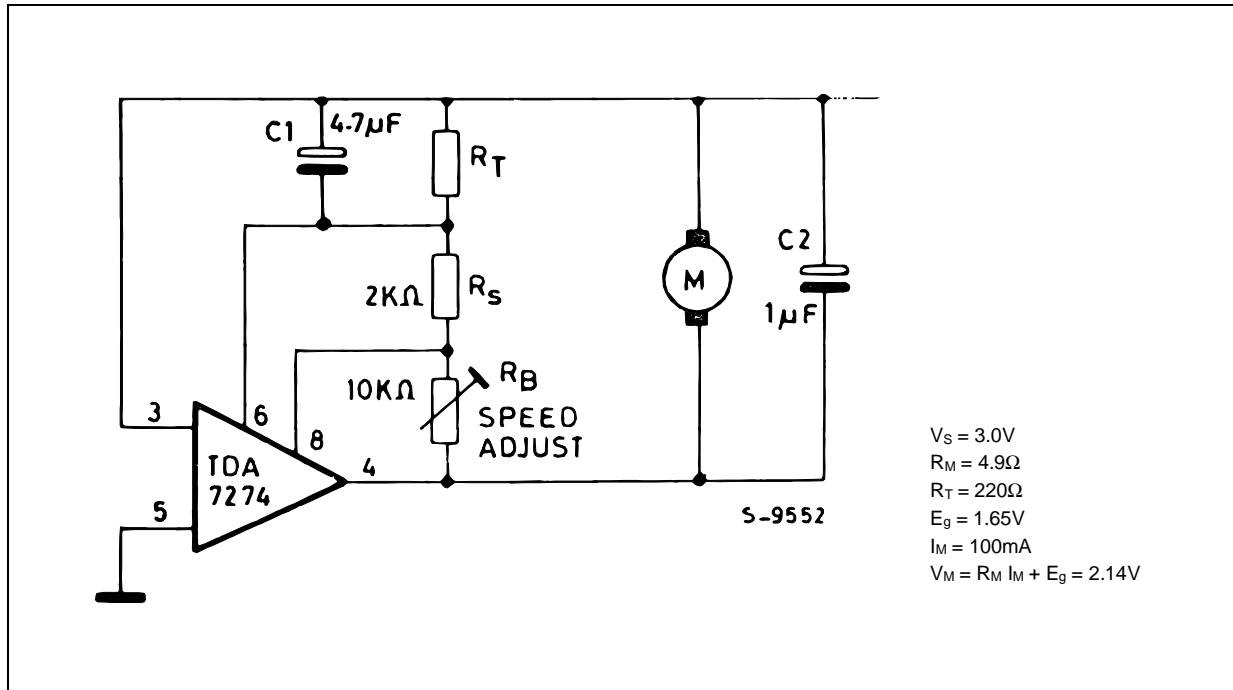 C1
4.7µF
RT
C2
M
2KΩ
RS
1µF
10KΩ
RB
SPEED
ADJUST
3
6
8
TDA
7274
4
5
S-9552
VS = 3.0V
RM = 4.9Ω
RT = 220Ω
Eg = 1.65V
IM = 100mA
VM = RM IM + Eg = 2.14V